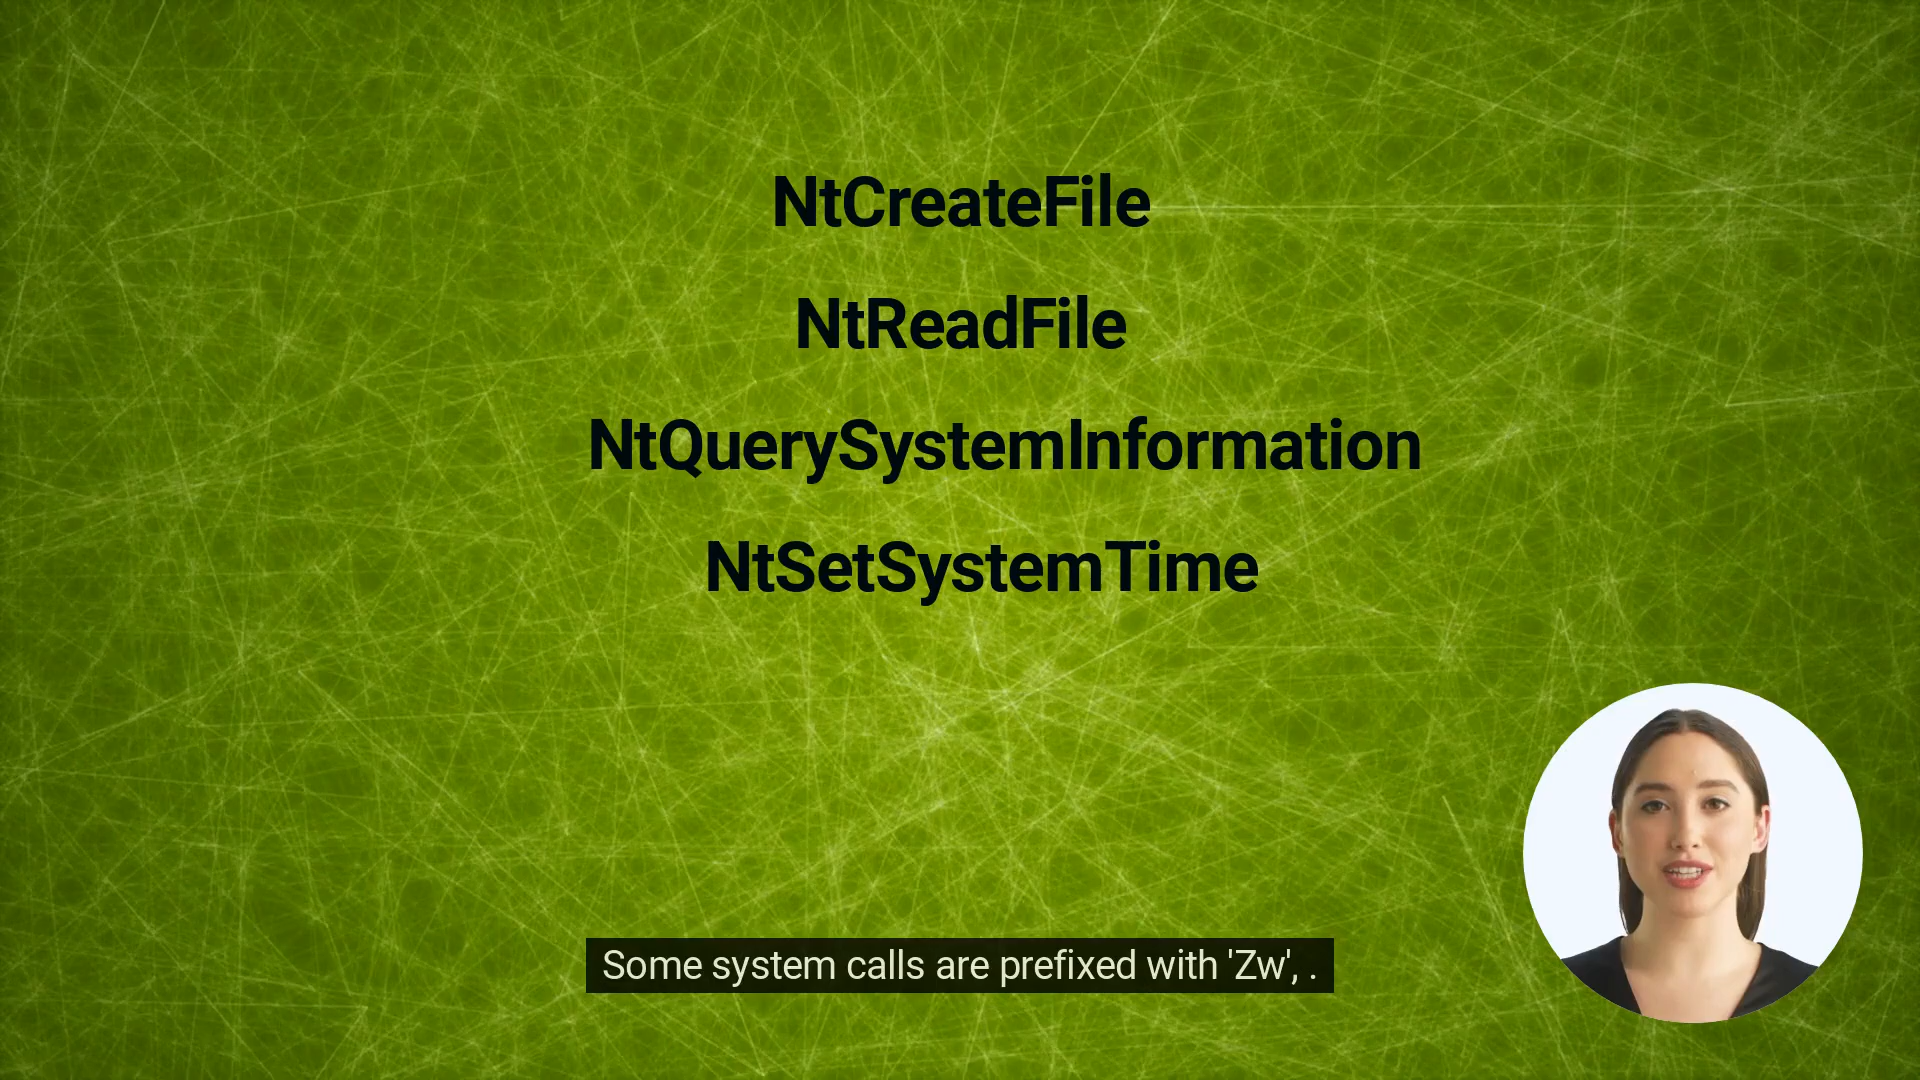 NtCreateFile
NtReadFile
NtQuerySystemInformation
NtSetSystemTime
Some system calls are prefixed with 'Zw', .